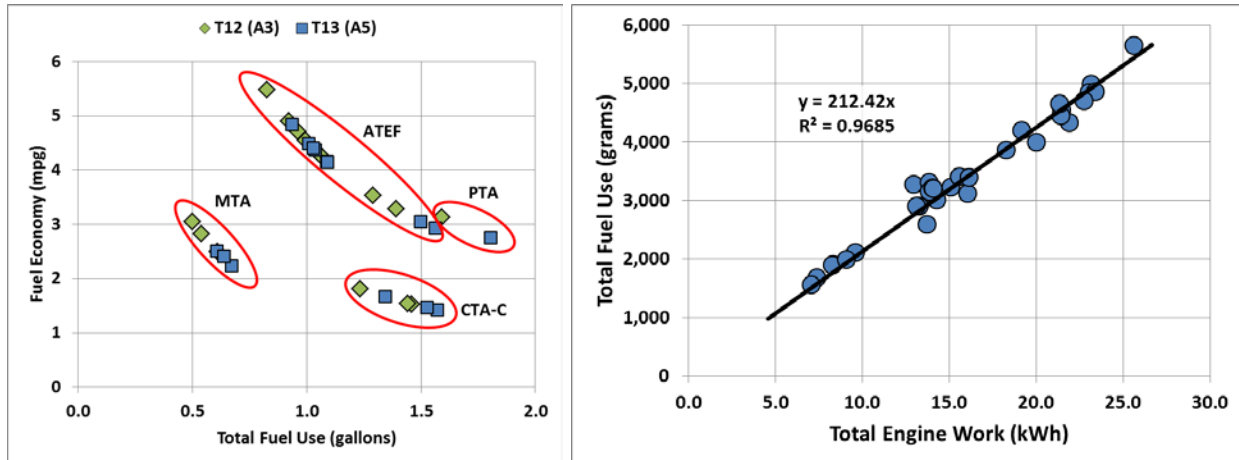 T12 (A3) T13 (A5)
Fuel Economy (mpg)
6
5
4
3
2
1
0
ATEF
PTA
MTA
CTA-C
0.0 0.5 1.0 1.5 2.0
Total Fuel Use (gallons)
Total Fuel Use (grams)
6,000
5,000
4,000
3,000
2,000
1,000
0
y = 212.42x
R² = 0.9685
0.0 5.0 10.0 15.0 20.0 25.0 30.0
Total Engine Work (kWh)